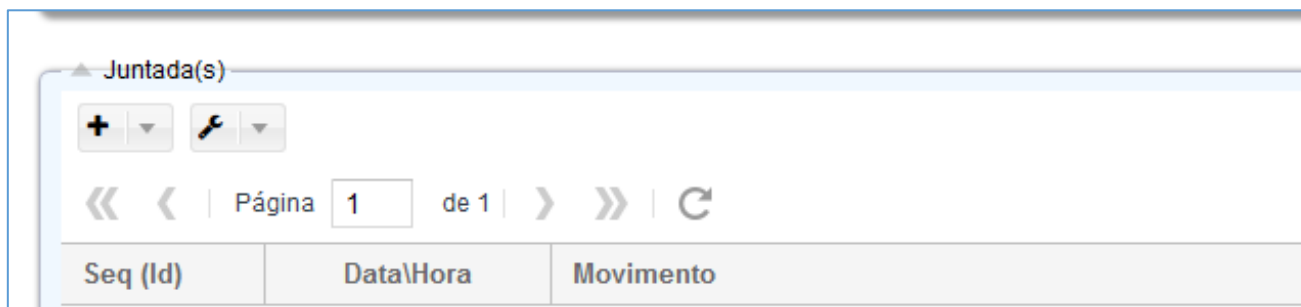 Juntada(s)
Página 1 de 1
Seq (Id) Data\Hora Movimento